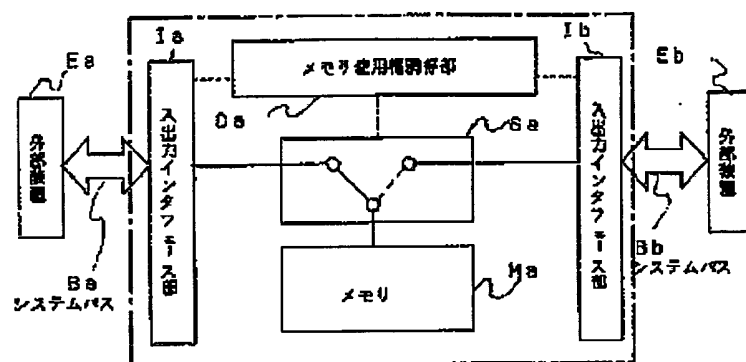 Ia
Ib
Ea
Eb
メモリ使用権調停部
Da
Sa
外部装置
入出力インタフェース部
入出力インタフェース部
外部装置
Ba
システムバス
メモリ
Ma
Bb
システムバス